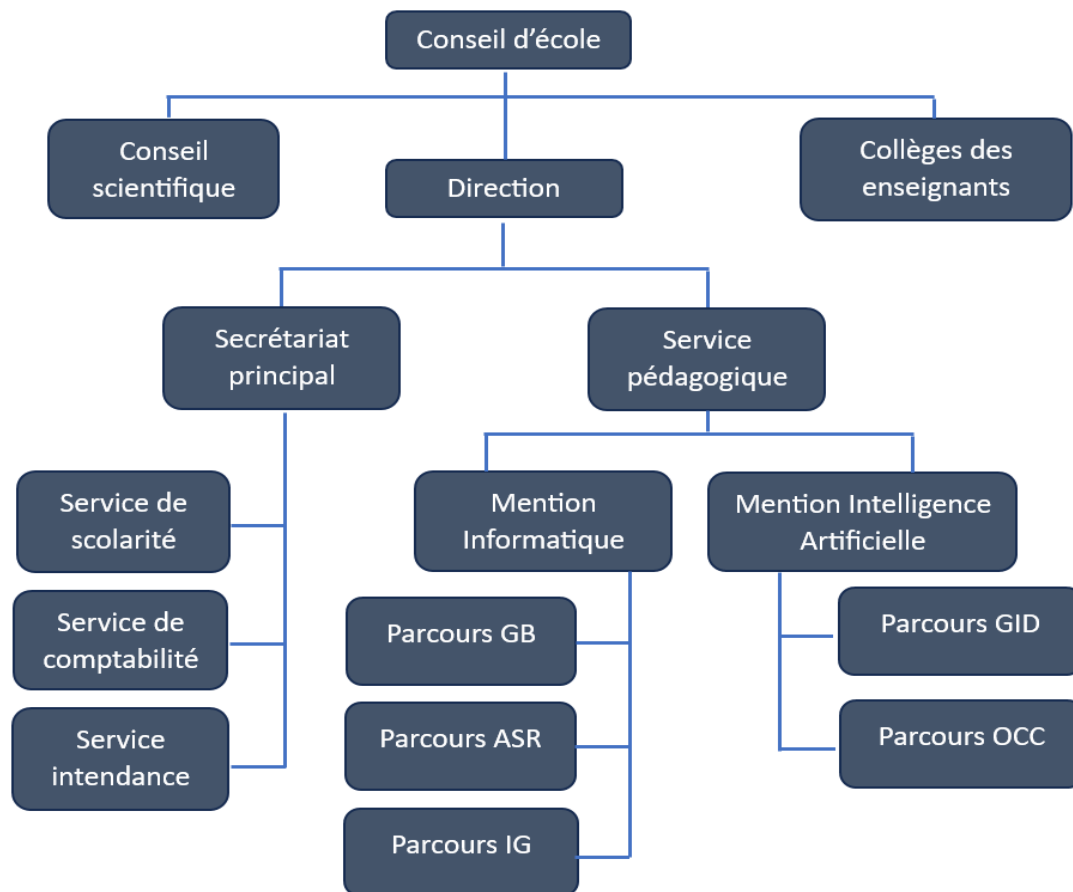 Conseil d’école
Conseil
scientifique
Direction
Collèges des
enseignants
Secrétariat
principal
Service
pédagogique
Service de
scolarité
Service de
comptabilité
Service
intendance
Mention
Informatique
Parcours GB
Parcours ASR
Parcours IG
Mention Intelligence
Artificielle
Parcours GID
Parcours OCC